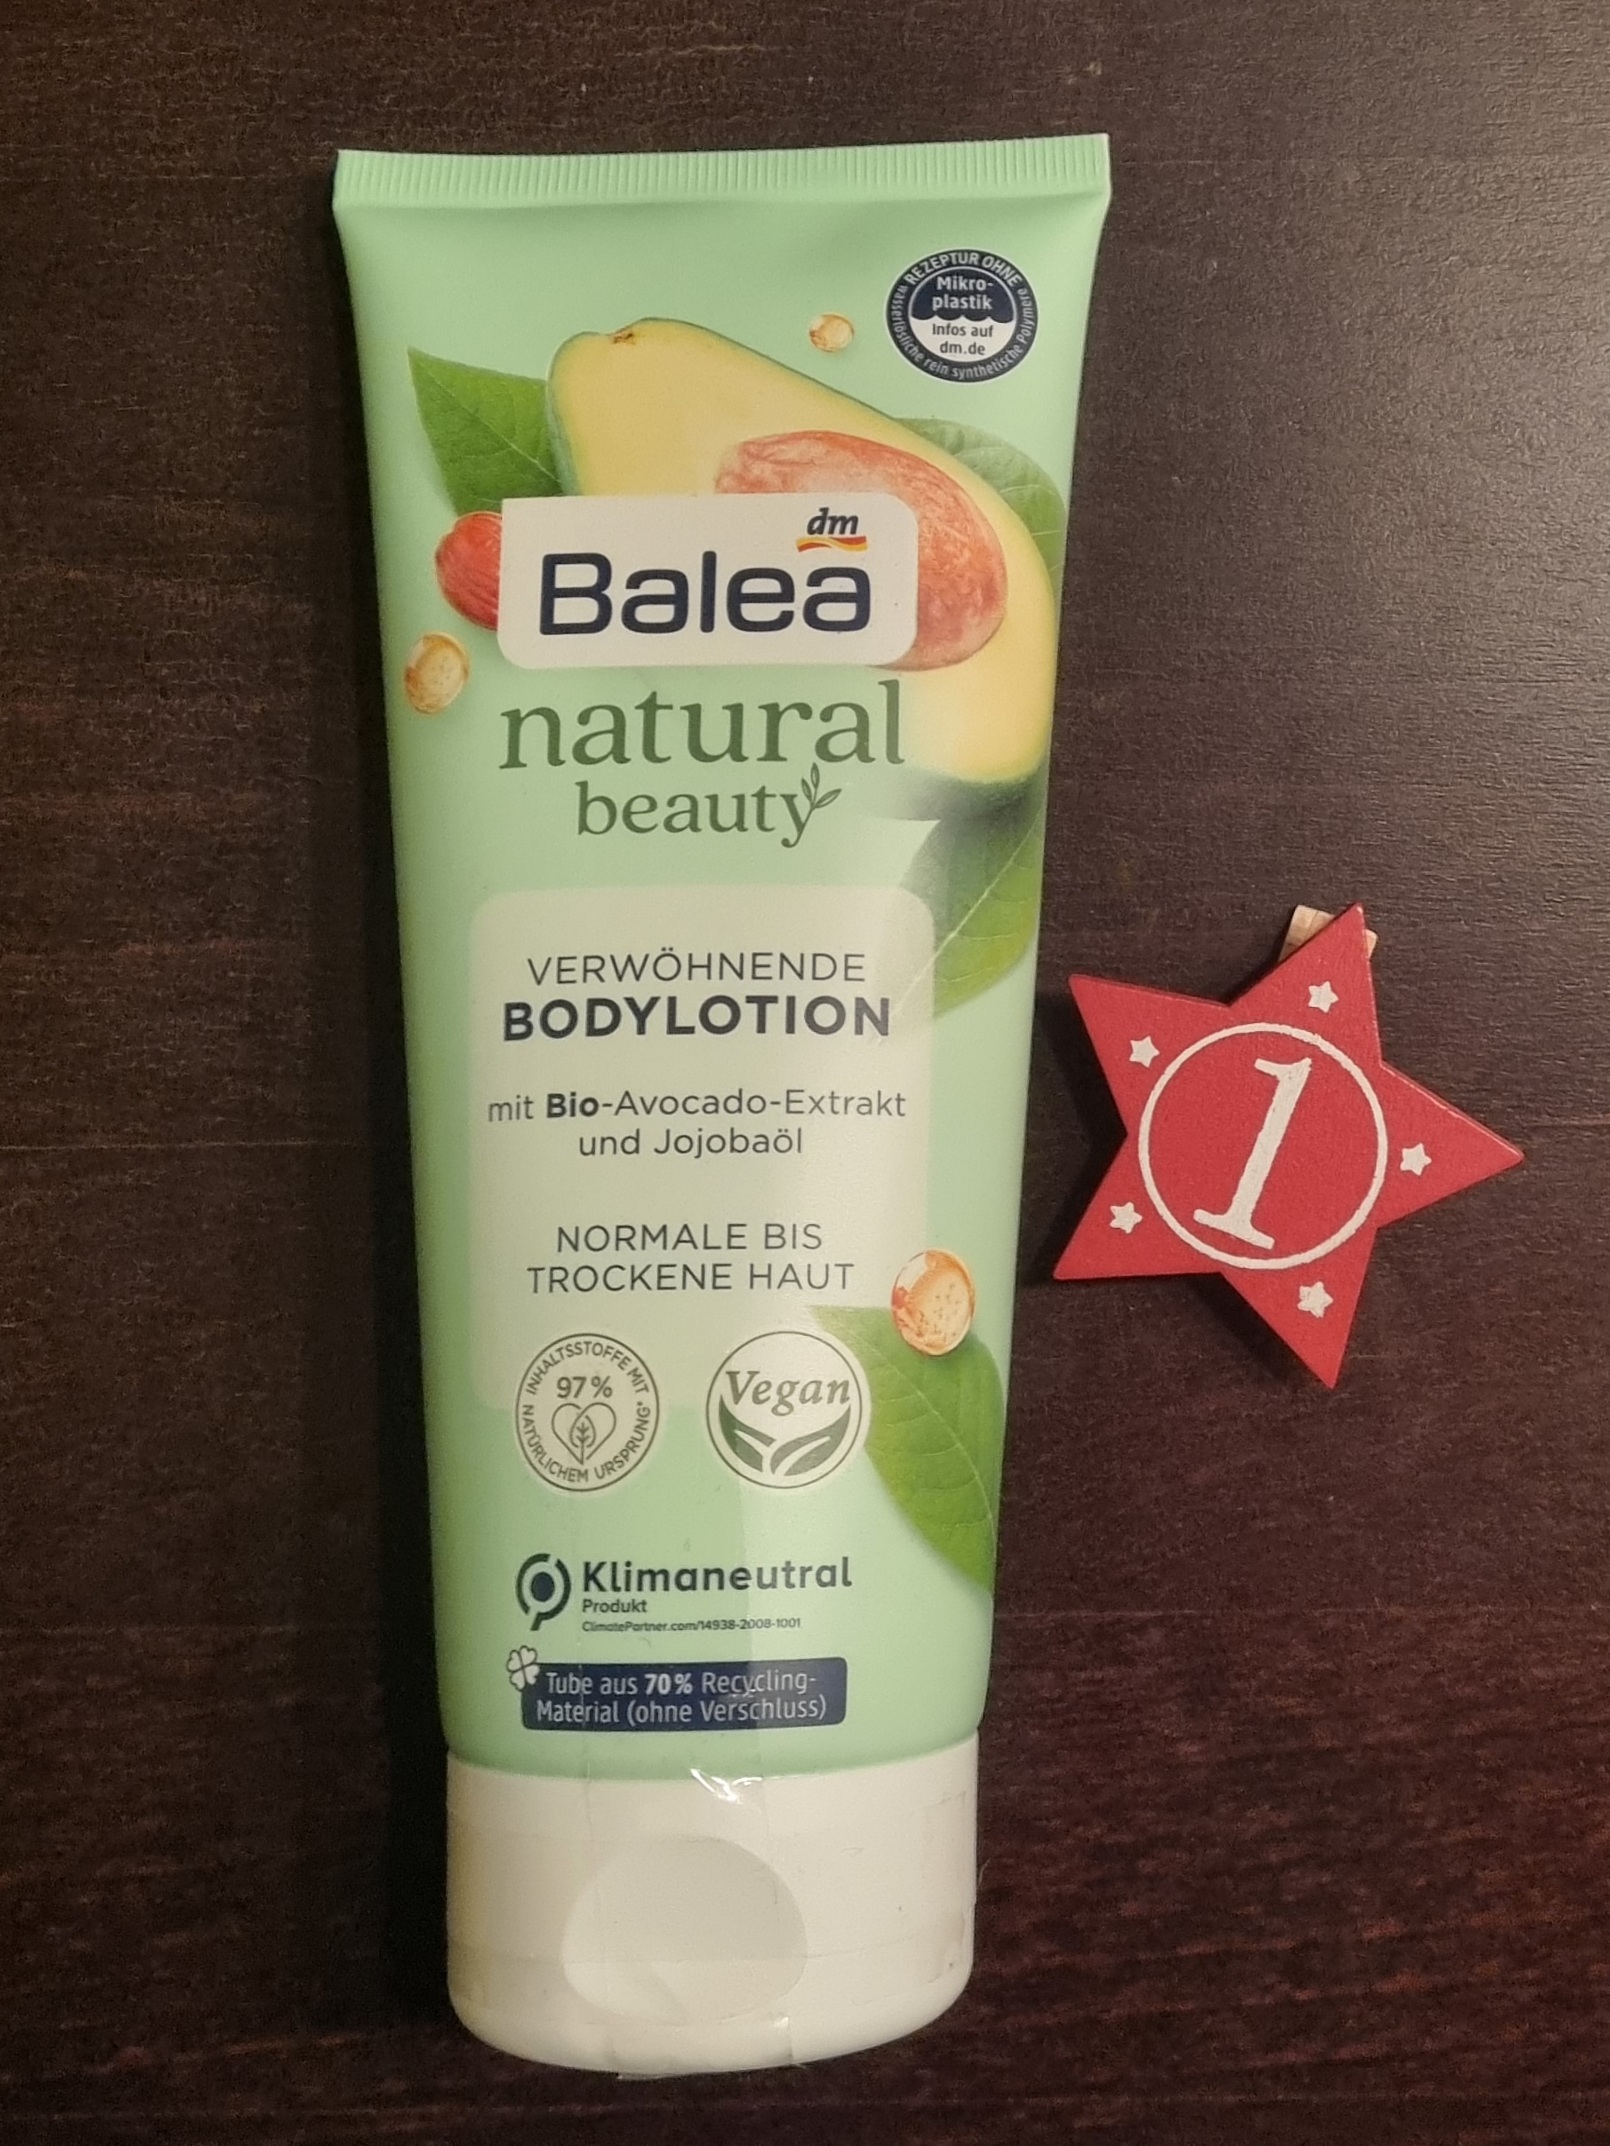 REZEPTUR OHNE
Mikro-
plastik
Infos auf
dm.de
wasserlösliche rein synthetische Polymere
dm
Balea
natural
beauty
VERWÖHNENDE
BODYLOTION
mit Bio-Avocado-Extrakt
und Jojobaöl
NORMALE BIS
TROCKENE HAUT
INHALTSSTOFFE MIT
97%
NATÜRLICHEM URSPRUNG*
Vegan
Klimaneutral
Produkt
ClimatePartner.com/14938-2008-1001
Tube aus 70% Recycling-
Material (ohne Verschluss)
1